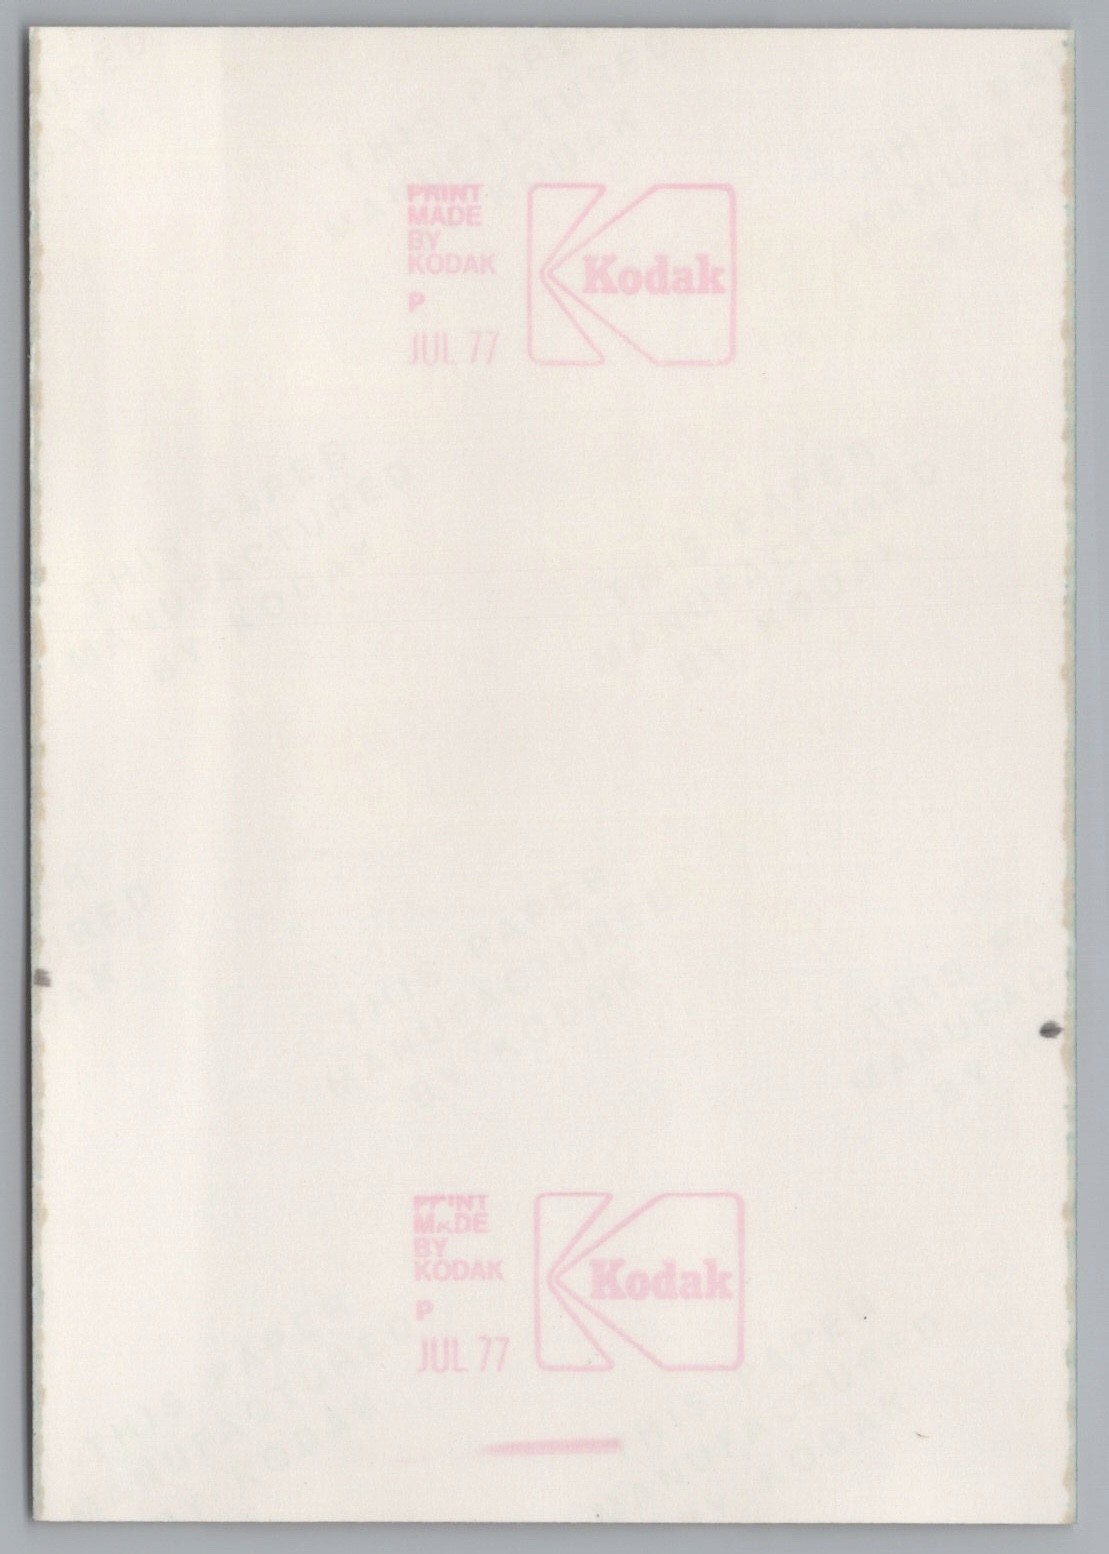 PRINT
MADE
BY
KODAK
P
JUL 77
Kodak
THIS PAPER
MANUFACTURED
BY KODAK
THIS PAPER
MANUFACTURED
BY KODAK
THIS PAPER
MANUFACTURED
BY KODAK
PRINT
MADE
BY
KODAK
P
JUL 77
Kodak